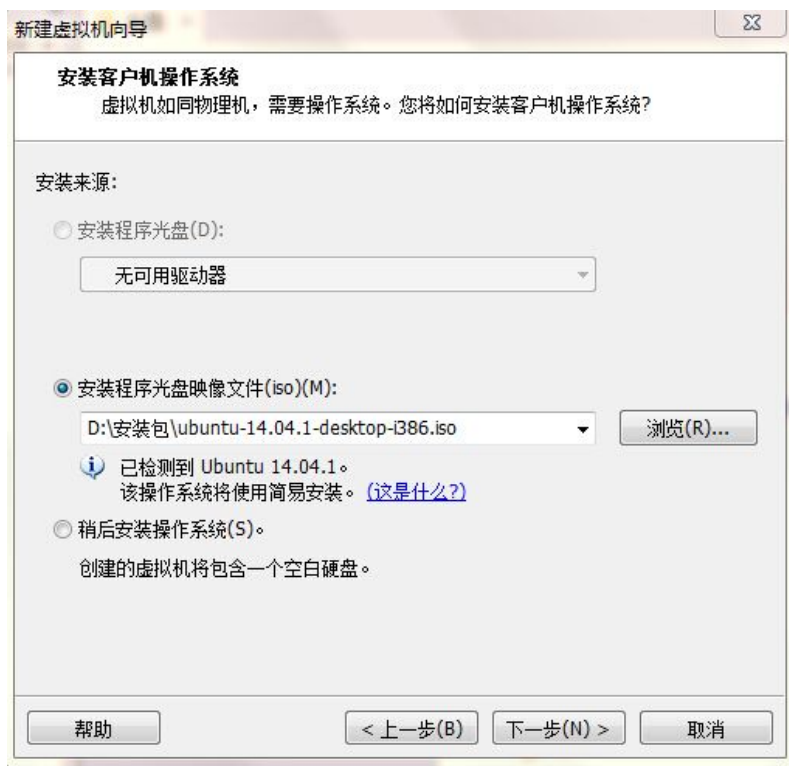 新建虚拟机向导
安装客户机操作系统
虚拟机如同物理机，需要操作系统。您将如何安装客户机操作系统?
安装来源:
安装程序光盘(D):
无可用驱动器
安装程序光盘映像文件(iso)(M):
D:\安装包\ubuntu-14.04.1-desktop-i386.iso
浏览(R)...
已检测到 Ubuntu 14.04.1。
该操作系统将使用简易安装。 (这是什么?)
稍后安装操作系统(S)。
创建的虚拟机将包含一个空白硬盘。
帮助
< 上一步(B)
下一步(N) >
取消